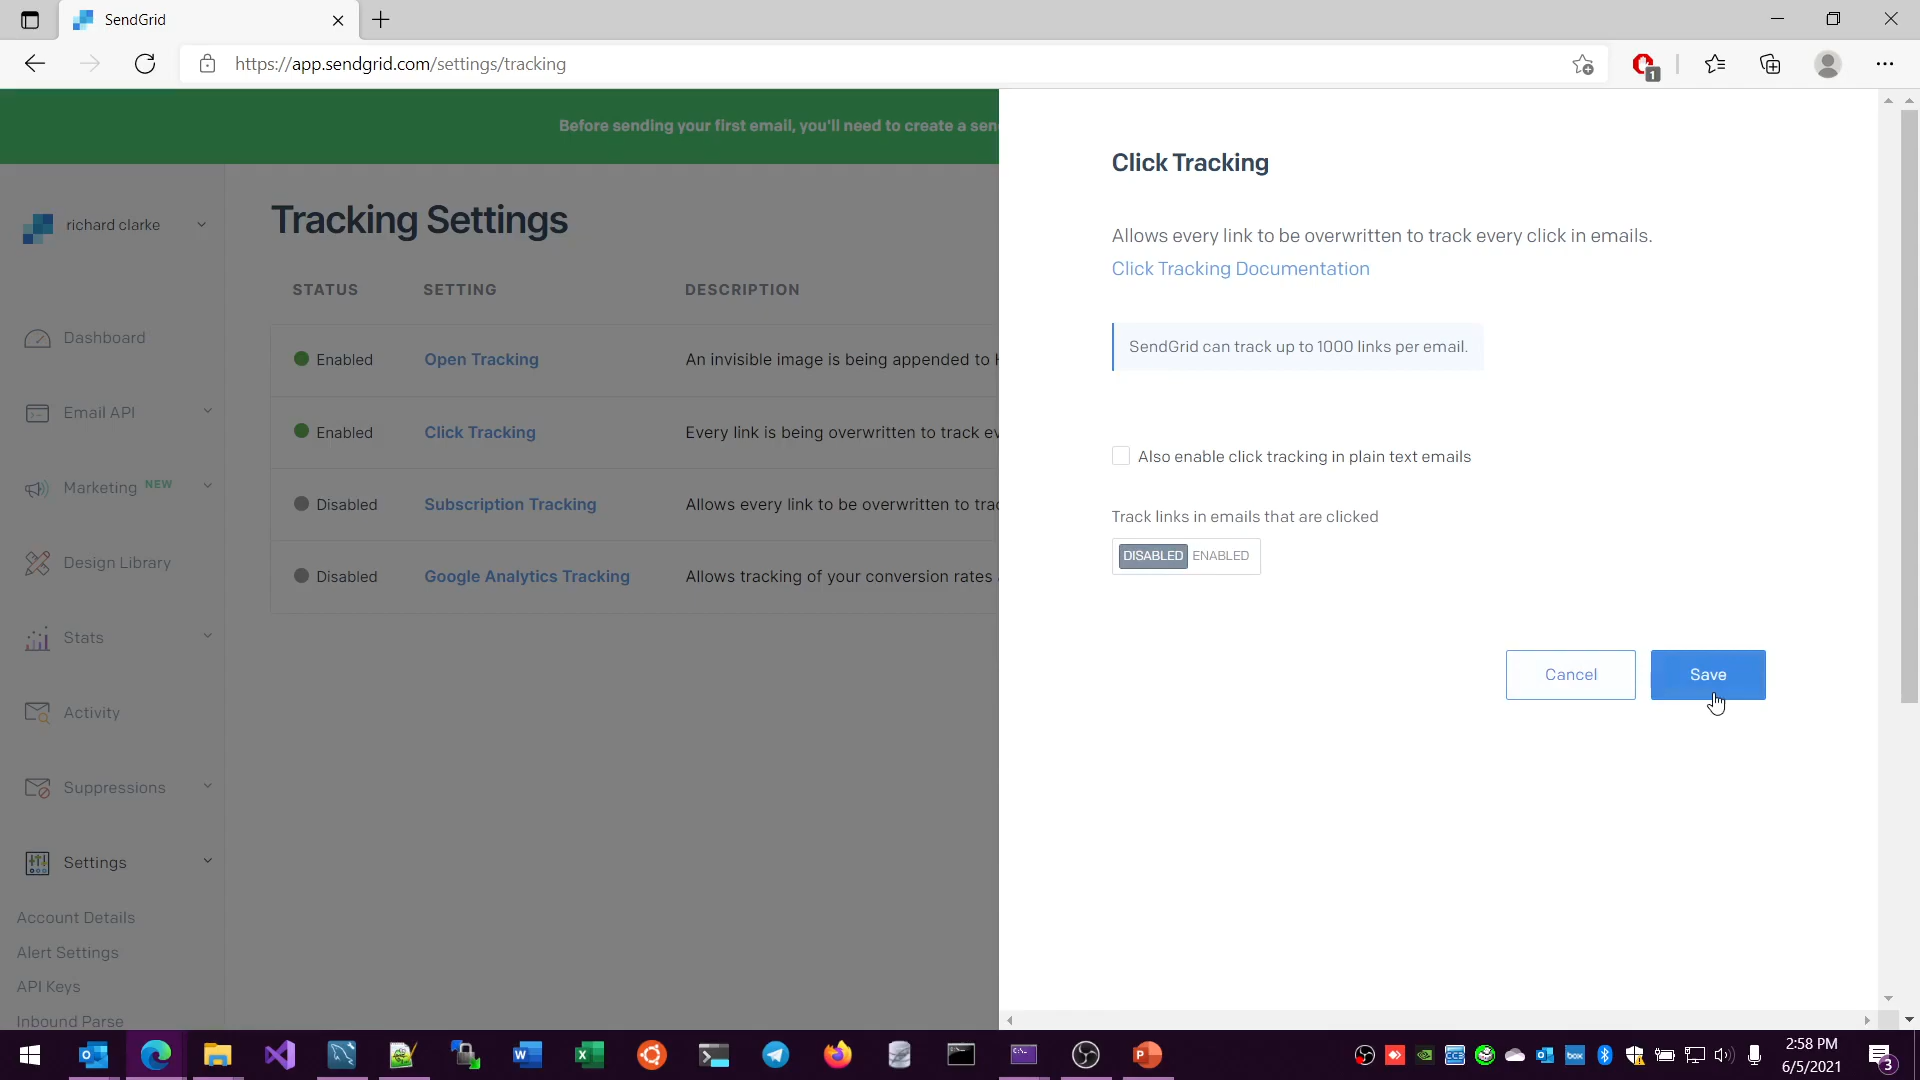 SendGrid
https://app.sendgrid.com/settings/tracking
1
Before sending your first email, you'll need to create a sen
richard clarke
Dashboard
Email API
Marketing NEW
Design Library
Stats
Activity
Suppressions
Settings
Account Details
Alert Settings
API Keys
Inbound Parse
Tracking Settings
STATUS SETTING DESCRIPTION
Enabled Open Tracking An invisible image is being appended to
Enabled Click Tracking Every link is being overwritten to track ev
Disabled Subscription Tracking Allows every link to be overwritten to trac
Disabled Google Analytics Tracking Allows tracking of your conversion rates
Click Tracking
Allows every link to be overwritten to track every click in emails.
Click Tracking Documentation
SendGrid can track up to 1000 links per email.
Also enable click tracking in plain text emails
Track links in emails that are clicked
DISABLED ENABLED
Cancel Save
2:58 PM
6/5/2021
3